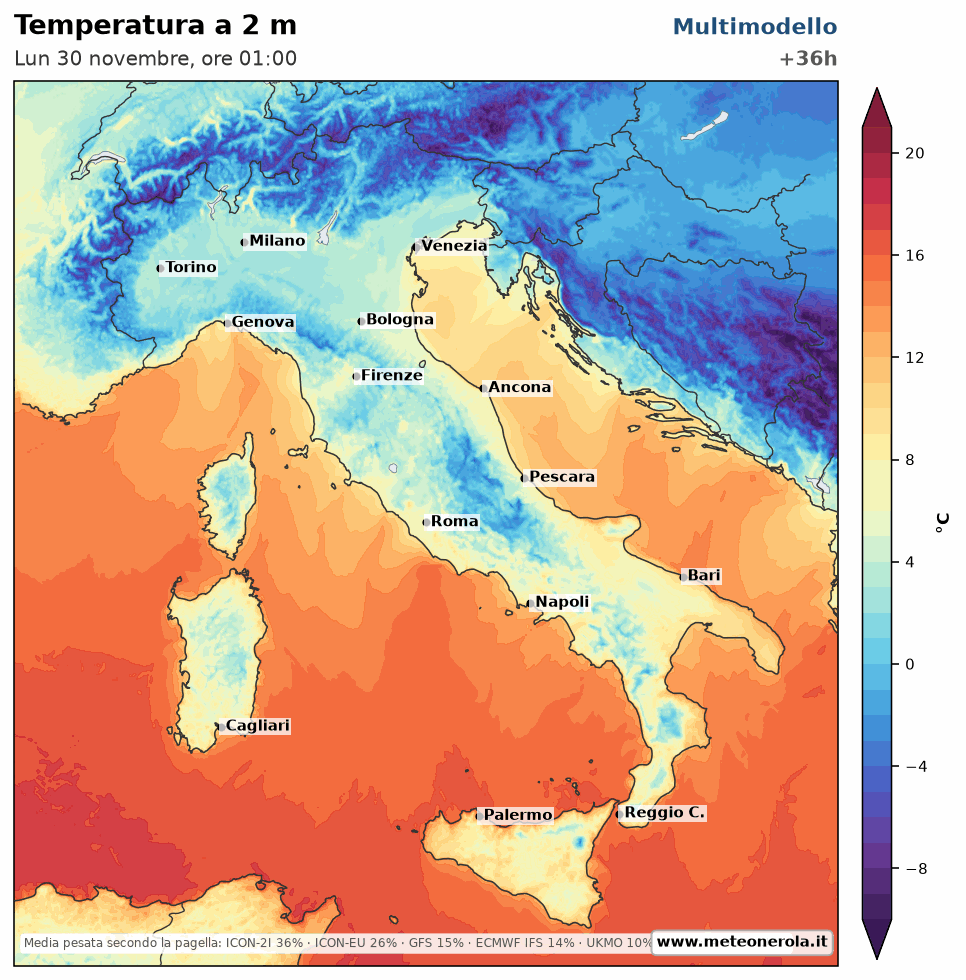 Temperatura a 2 m
Multimodello
Lun 30 novembre, ore 01:00
+36h
Milano
Venezia
Torino
Genova
Bologna
Firenze
Ancona
Pescara
Roma
Bari
Napoli
Cagliari
Palermo
Reggio C.
20
16
12
8
4
0
−4
−8
°C
Media pesata secondo la pagella: ICON-2I 36% · ICON-EU 26% · GFS 15% · ECMWF IFS 14% · UKMO 10%
www.meteonerola.it